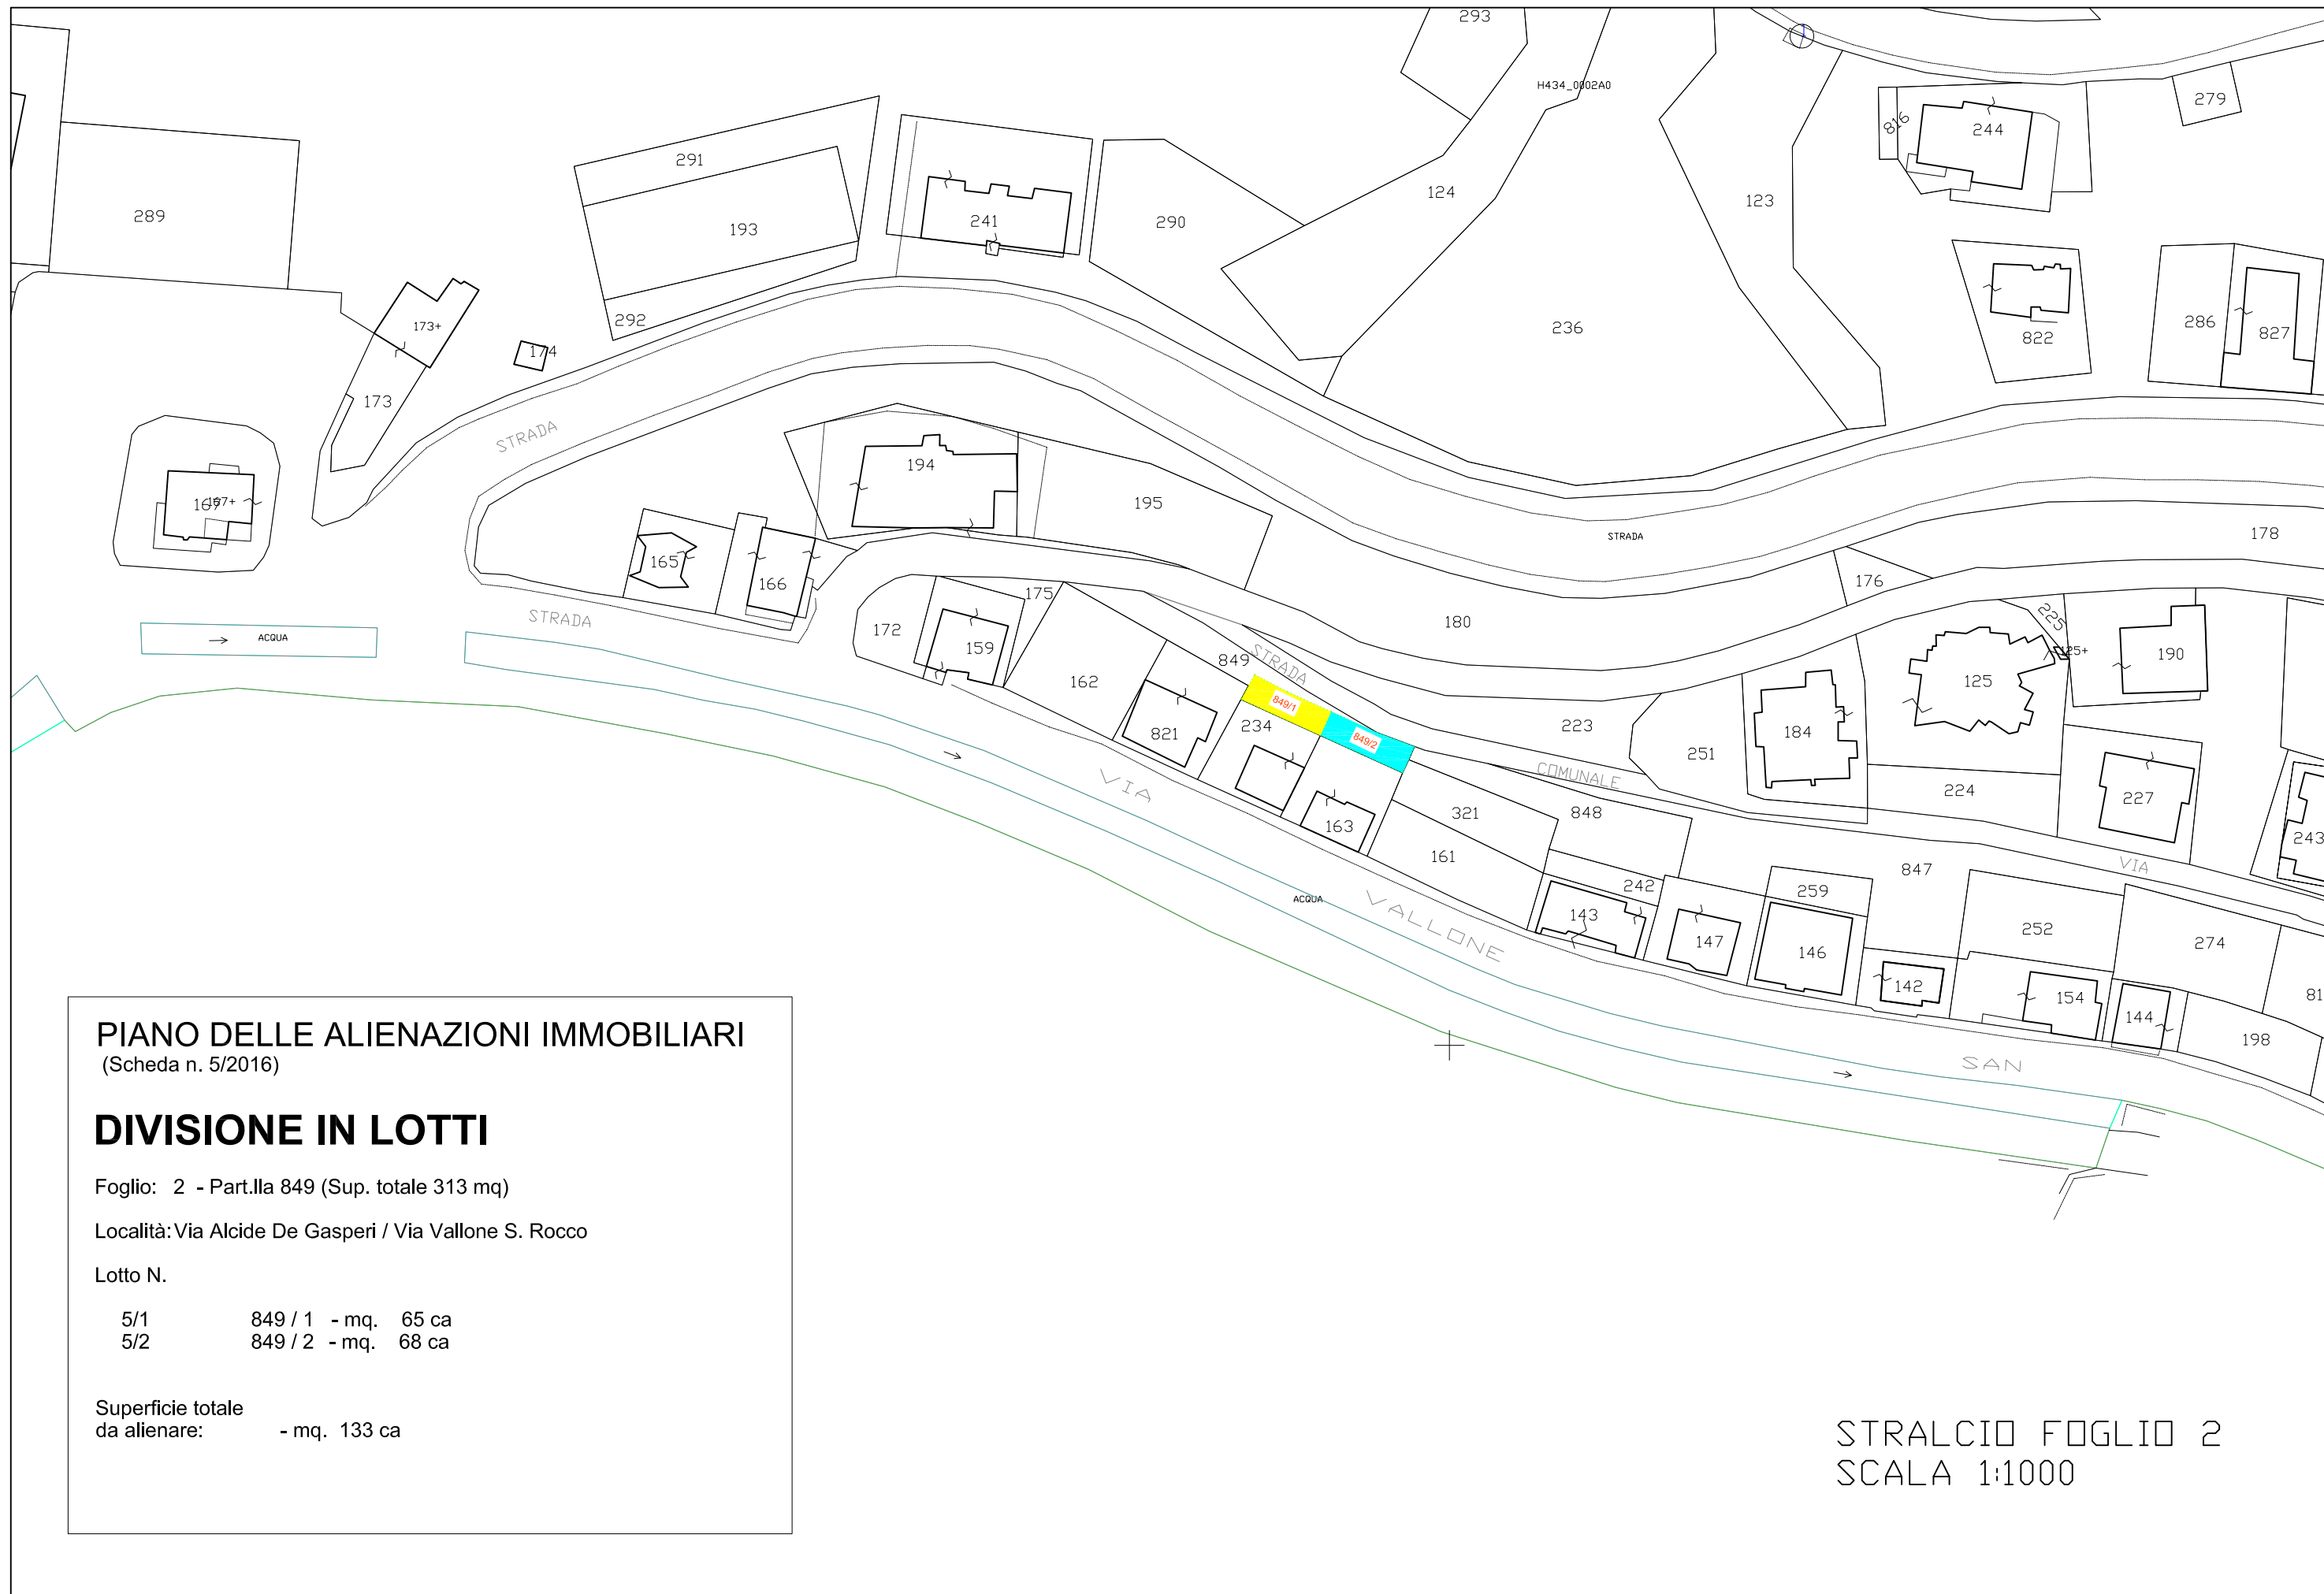 293
H434_0002A0
279
816
244
291
289
193
241
290
124
123
292
236
822
286
827
173+
174
173
STRADA
194
195
STRADA
178
167
167+
165
166
176
175
180
225
STRADA
172
159
125+
190
ACQUA
849
STRADA
162
125
849/1
234
223
821
849/2
184
251
COMUNALE
224
227
VIA
163
321
848
243
161
VIA
847
242
259
ACQUA
143
VALLONE
252
274
147
146
142
154
81
144
198
SAN
PIANO DELLE ALIENAZIONI IMMOBILIARI
(Scheda n. 5/2016)
DIVISIONE IN LOTTI
Foglio: 2 - Part.lla 849 (Sup. totale 313 mq)
Località: Via Alcide De Gasperi / Via Vallone S. Rocco
Lotto N.
5/1 849 / 1 - mq. 65 ca
5/2 849 / 2 - mq. 68 ca
Superficie totale
da alienare: - mq. 133 ca
STRALCIO FOGLIO 2
SCALA 1:1000